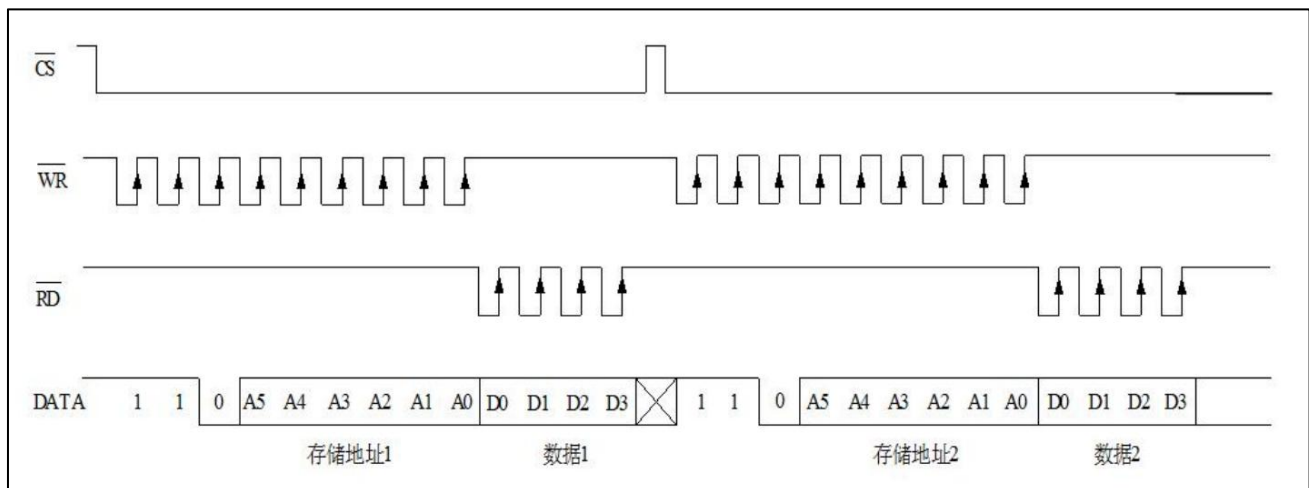 CS
WR
RD
DATA 1 1 0 A5 A4 A3 A2 A1 A0 D0 D1 D2 D3 1 1 0 A5 A4 A3 A2 A1 A0 D0 D1 D2 D3
存储地址1 数据1 存储地址2 数据2